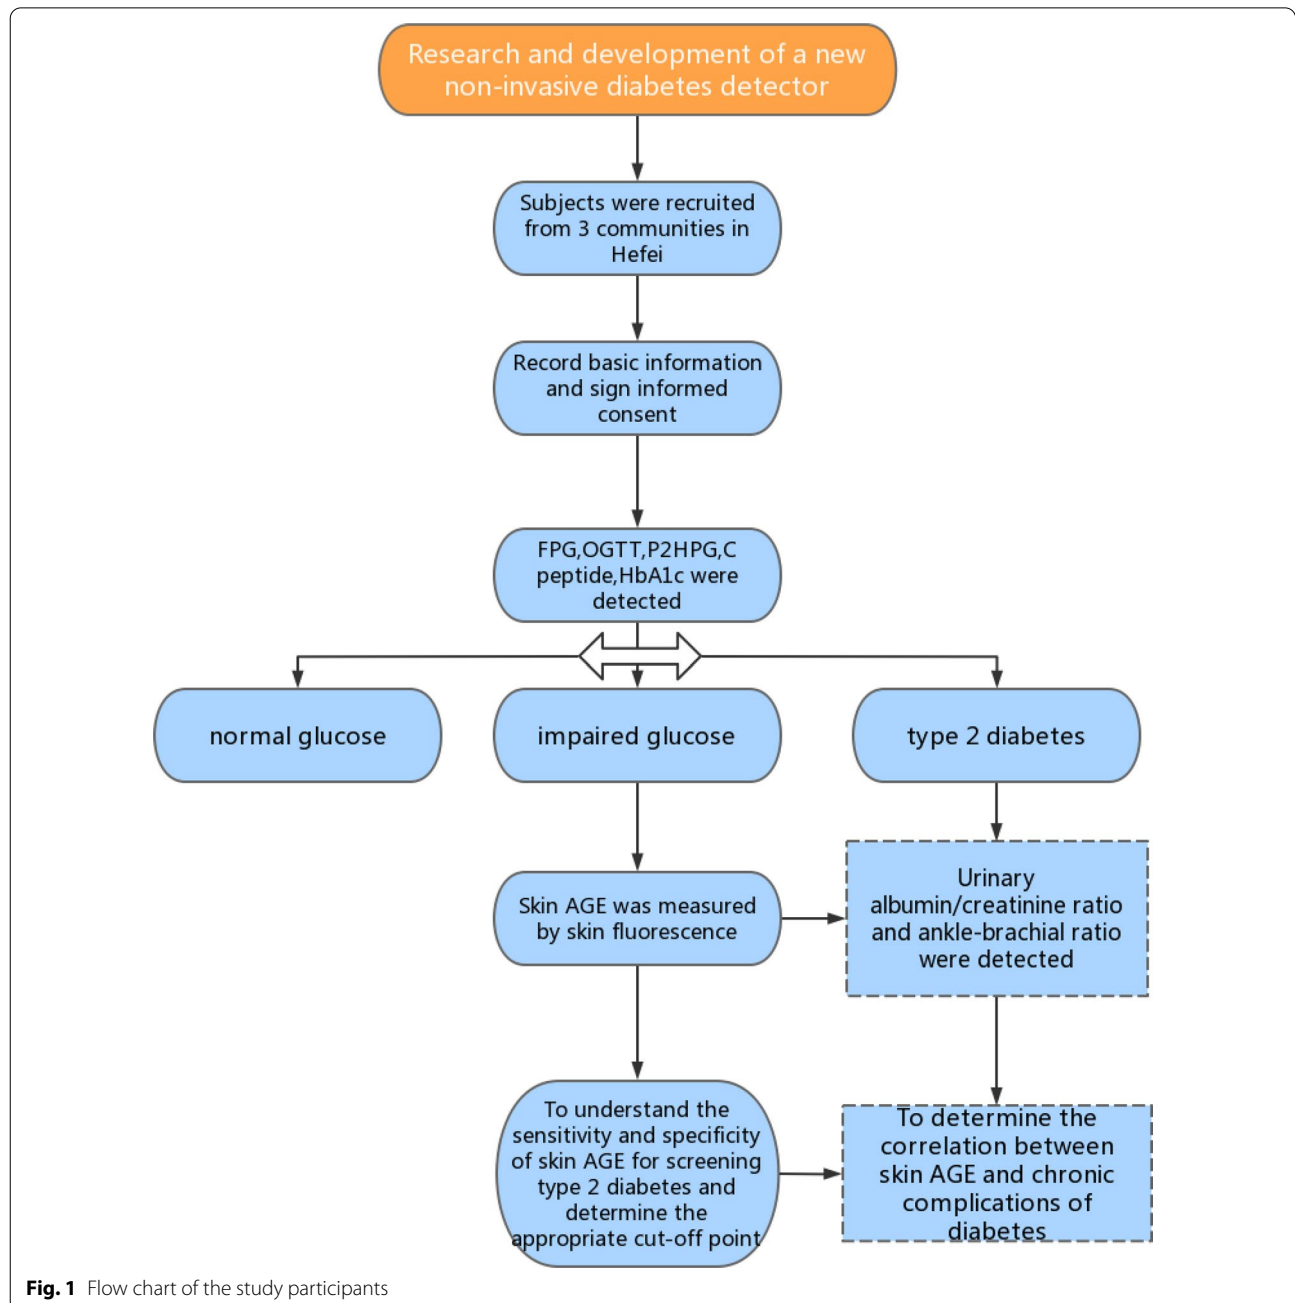 Research and development of a new
non-invasive diabetes detector
Subjects were recruited
from 3 communities in
Hefei
Record basic information
and sign informed
consent
FPG,OGTT,P2HPG,C
peptide,HbA1c were
detected
normal glucose
impaired glucose
type 2 diabetes
Skin AGE was measured
by skin fluorescence
Urinary
albumin/creatinine ratio
and ankle-brachial ratio
were detected
To understand the
sensitivity and specificity
of skin AGE for screening
type 2 diabetes and
determine the
appropriate cut-off point
To determine the
correlation between
skin AGE and chronic
complications of
diabetes
Fig. 1 Flow chart of the study participants